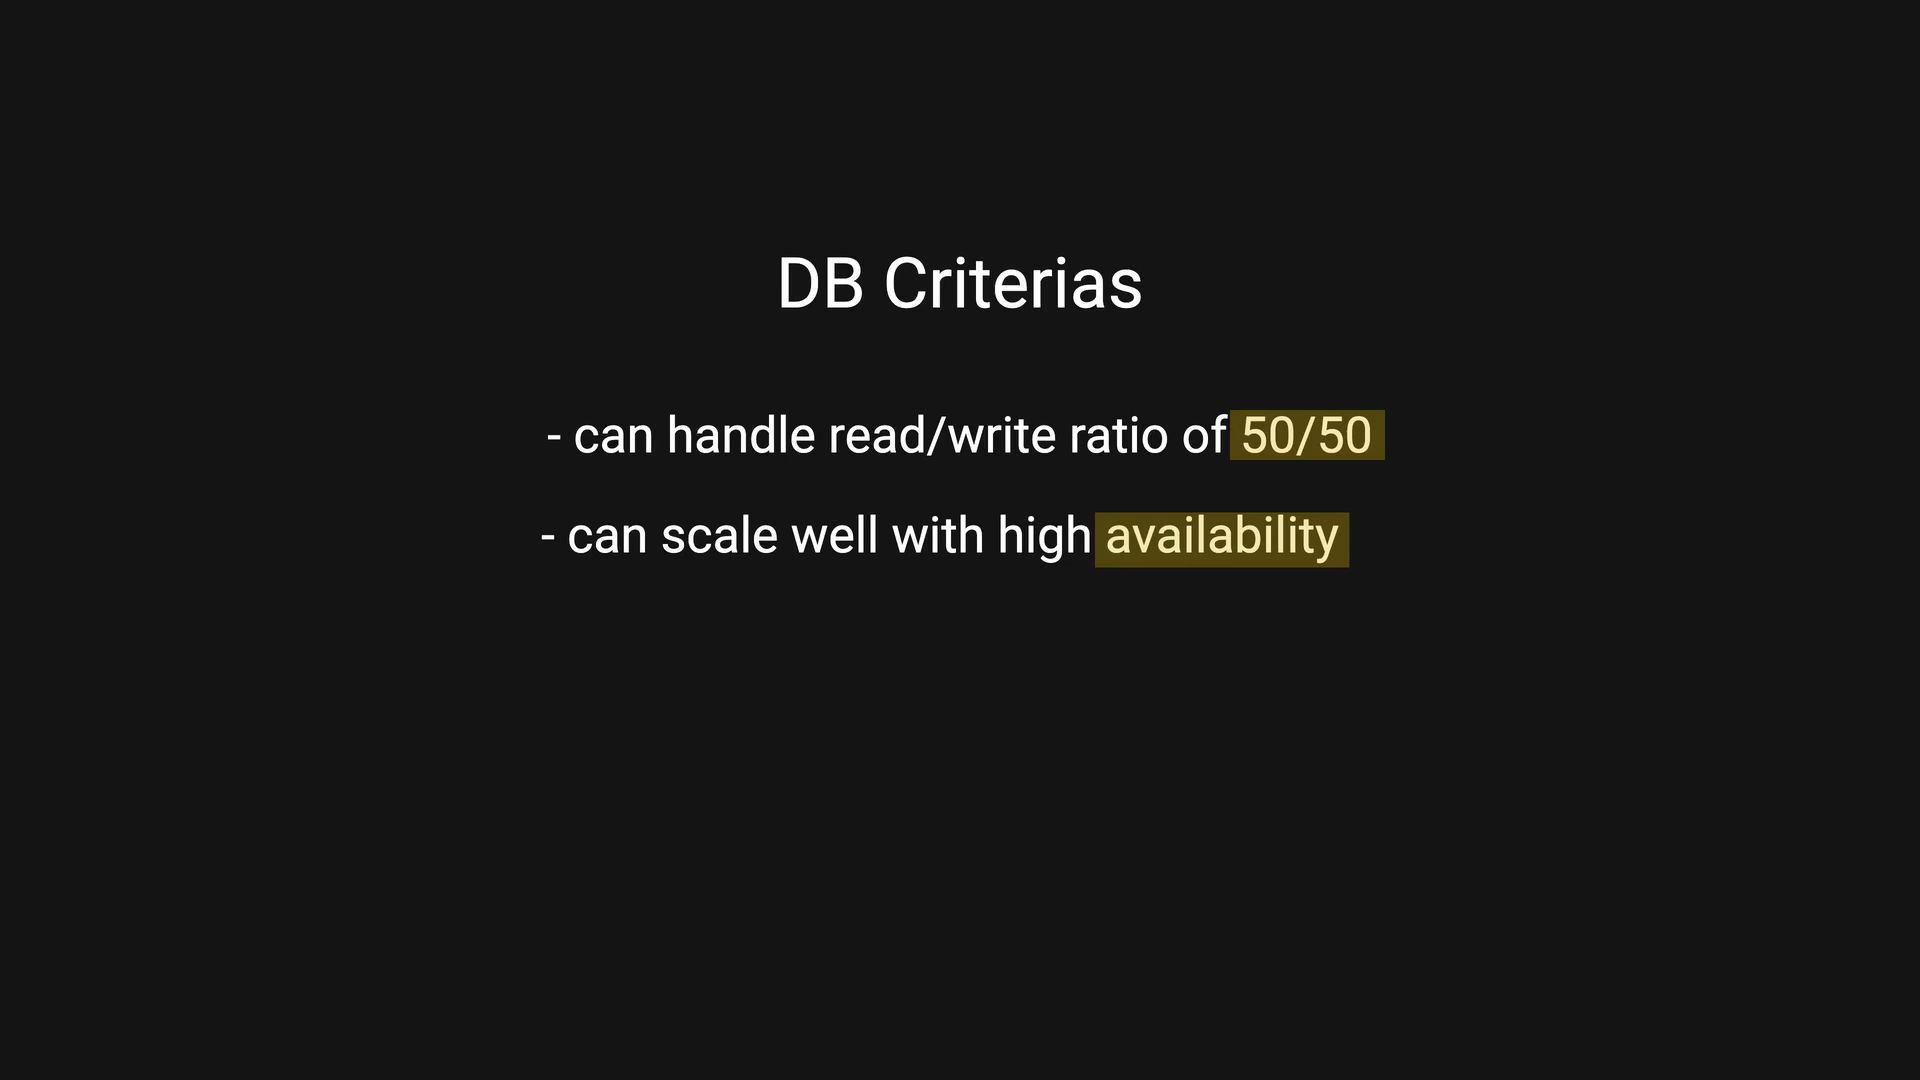 DB Criterias
- can handle read/write ratio of 50/50
- can scale well with high availability